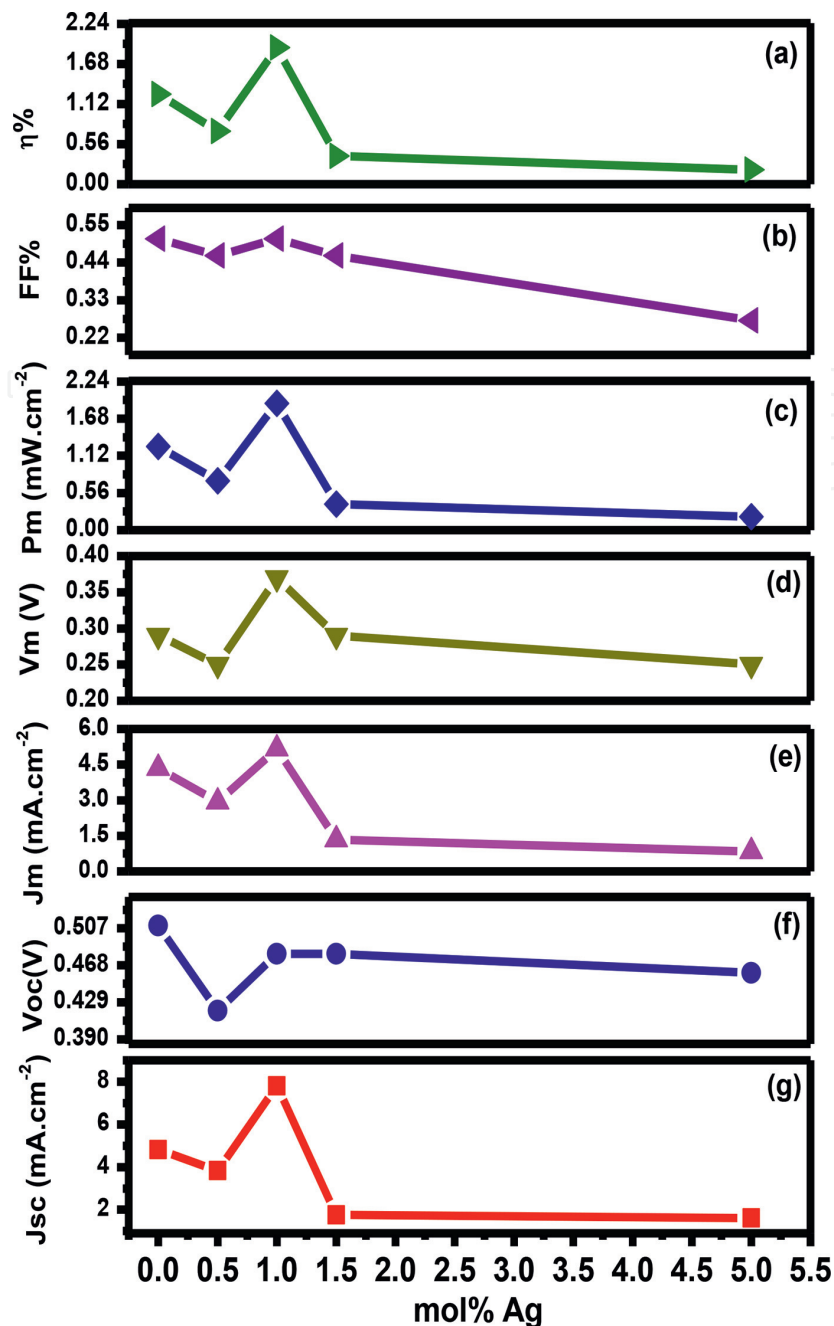 2.24
1.68
1.12
0.56
0.00
η%
(a)
0.55
0.44
0.33
0.22
FF%
(b)
2.24
1.68
1.12
0.56
0.00
Pm (mW.cm⁻²)
(c)
0.40
0.35
0.30
0.25
0.20
Vm (V)
(d)
6.0
4.5
3.0
1.5
0.0
Jm (mA.cm⁻²)
(e)
0.507
0.468
0.429
0.390
Voc(V)
(f)
8
6
4
2
Jsc (mA.cm⁻²)
(g)
0.0 0.5 1.0 1.5 2.0 2.5 3.0 3.5 4.0 4.5 5.0 5.5
mol% Ag